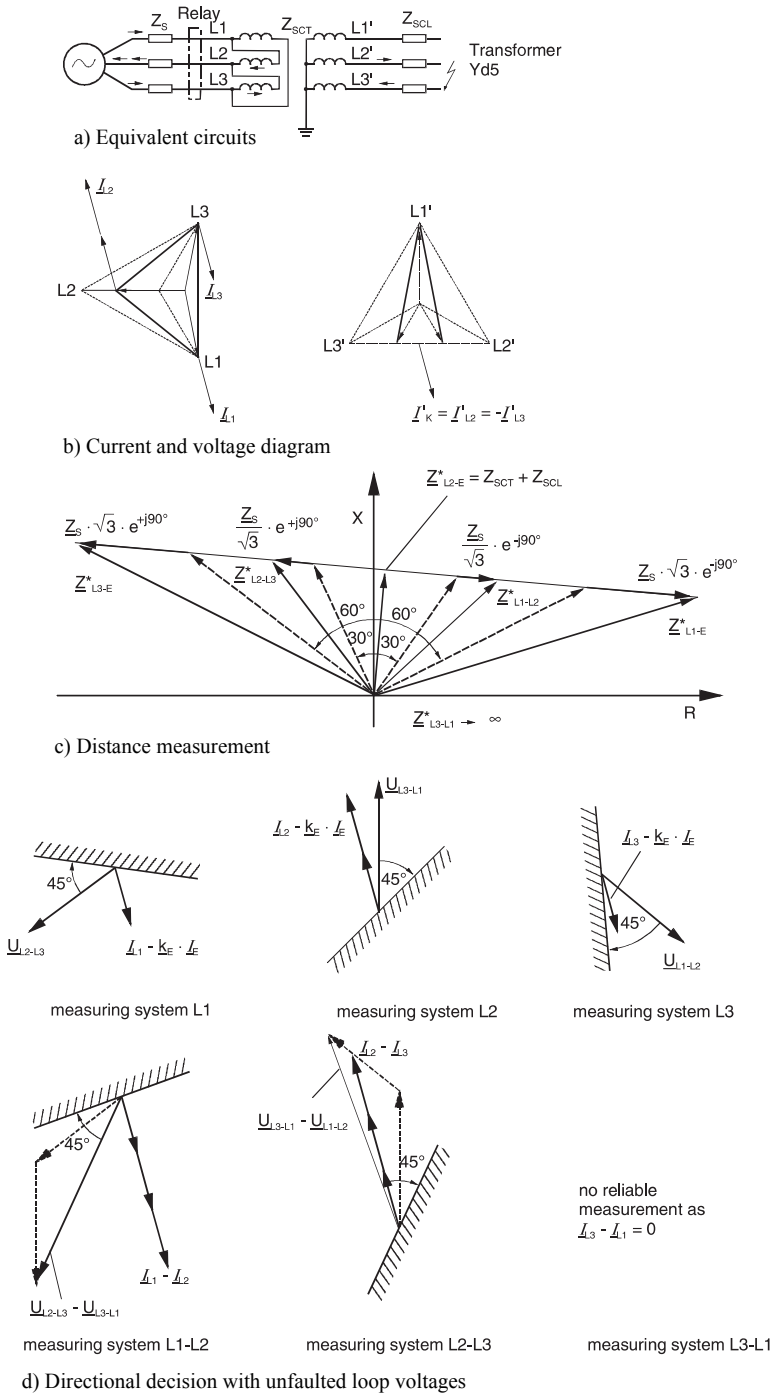 Z_S Relay L1 Z_SCT L1' Z_SCL
L2 L2'
L3 L3'
Transformer
Yd5
a) Equivalent circuits
I_L2
L3
L2
I_L3
L1
I_L1
L1'
L3' L2'
I'_K = I'_L2 = -I'_L3
b) Current and voltage diagram
X
Z*_L2-E = Z_SCT + Z_SCL
Z_S · √3 · e^+j90°
Z_S/√3 · e^+j90°
Z_S/√3 · e^-j90°
Z_S · √3 · e^-j90°
Z*_L3-E
Z*_L2-L3
Z*_L1-L2
Z*_L1-E
60° 60°
30° 30°
R
Z*_L3-L1 → ∞
c) Distance measurement
45°
U_L2-L3
I_L1 - k_E · I_E
measuring system L1
U_L3-L1
I_L2 - k_E · I_E
45°
measuring system L2
I_L3 - k_E · I_E
45°
U_L1-L2
measuring system L3
45°
I_L1 - I_L2
U_L2-L3 - U_L3-L1
measuring system L1-L2
I_L2 - I_L3
U_L3-L1 - U_L1-L2
45°
measuring system L2-L3
no reliable
measurement as
I_L3 - I_L1 = 0
measuring system L3-L1
d) Directional decision with unfaulted loop voltages